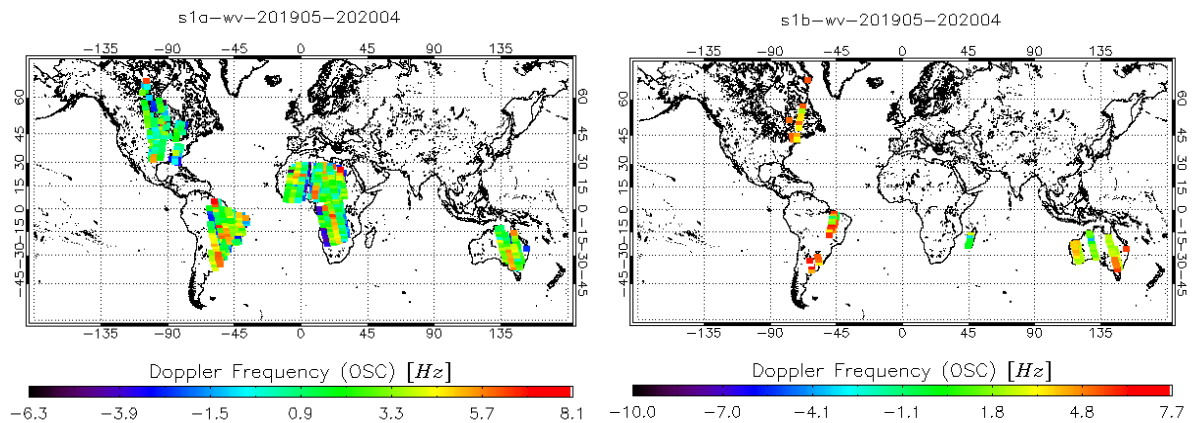 s1a-wv-201905-202004
−135 −90 −45 0 45 90 135
60 60
45 45
30 30
15 15
0 0
−15 −15
−30 −30
−45 −45
−135 −90 −45 0 45 90 135
Doppler Frequency (OSC) [Hz]
−6.3 −3.9 −1.5 0.9 3.3 5.7 8.1
s1b-wv-201905-202004
−135 −90 −45 0 45 90 135
60 60
45 45
30 30
15 15
0 0
−15 −15
−30 −30
−45 −45
−135 −90 −45 0 45 90 135
Doppler Frequency (OSC) [Hz]
−10.0 −7.0 −4.1 −1.1 1.8 4.8 7.7